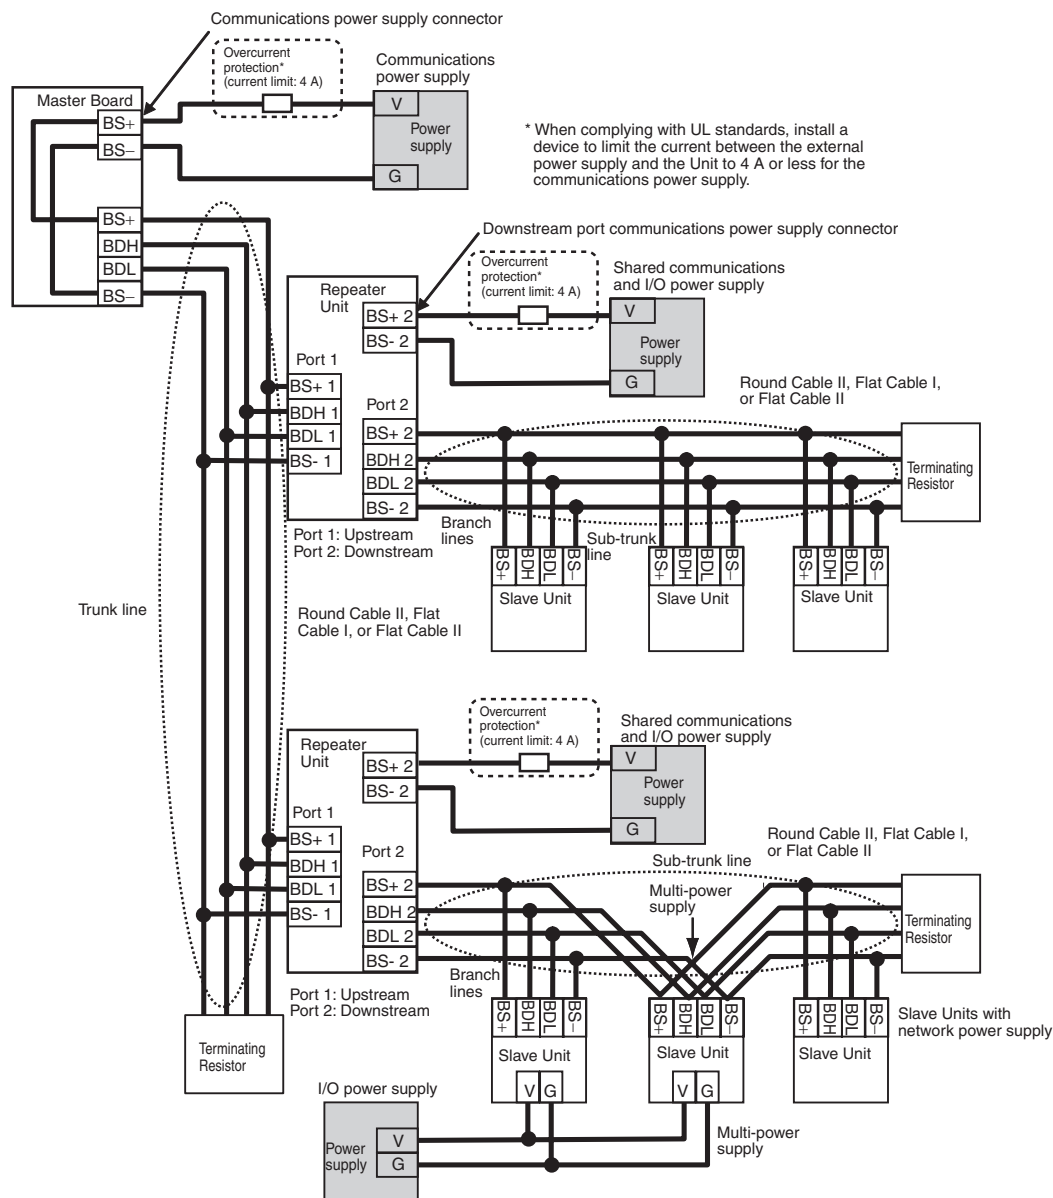 Communications power supply connector
Overcurrent
protection*
(current limit: 4 A)
Communications
power supply
Master Board
BS+
BS−
V
Power
supply
G
* When complying with UL standards, install a
device to limit the current between the external
power supply and the Unit to 4 A or less for the
communications power supply.
BS+
BDH
BDL
BS−
Downstream port communications power supply connector
Overcurrent
protection*
(current limit: 4 A)
Shared communications
and I/O power supply
Repeater
Unit
BS+ 2
BS- 2
V
Power
supply
G
Port 1
BS+ 1
BDH 1
BDL 1
BS- 1
Port 2
BS+ 2
BDH 2
BDL 2
BS- 2
Round Cable II, Flat Cable I,
or Flat Cable II
Terminating
Resistor
Port 1: Upstream
Port 2: Downstream
Branch
lines
Sub-trunk
line
BS+
BDH
BDL
BS−
Slave Unit
BS+
BDH
BDL
BS−
Slave Unit
BS+
BDH
BDL
BS−
Slave Unit
Trunk line
Round Cable II, Flat
Cable I, or Flat Cable II
Overcurrent
protection*
(current limit: 4 A)
Shared communications
and I/O power supply
Repeater
Unit
BS+ 2
BS- 2
V
Power
supply
G
Port 1
BS+ 1
BDH 1
BDL 1
BS- 1
Port 2
BS+ 2
BDH 2
BDL 2
BS- 2
Sub-trunk line
Multi-power
supply
Round Cable II, Flat Cable I,
or Flat Cable II
Terminating
Resistor
Port 1: Upstream
Port 2: Downstream
Branch
lines
BS+
BDH
BDL
BS−
Slave Unit
V G
BS+
BDH
BDL
BS−
Slave Unit
V G
BS+
BDH
BDL
BS−
Slave Unit
Slave Units with
network power supply
Terminating
Resistor
I/O power supply
Power
supply
V
G
Multi-power
supply